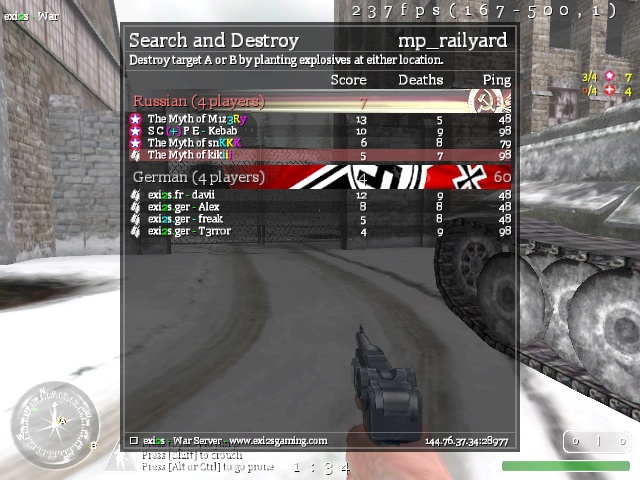 exi2s War
237fps(167-500,1)
Search and Destroy mp_railyard
Destroy target A or B by planting explosives at either location.
Score Deaths Ping
Russian (4 players) 7
The Myth of M1z3Ry 13 5 48
S C (+) P E - Kebab 10 9 98
The Myth of snKKK 6 8 79
The Myth of kikiii 5 7 98
German (4 players) 4 60
exi2s.fr - davii 12 9 48
exi2s.ger - Alex 8 8 48
exi2s.ger - freak 5 8 48
exi2s.ger - T3rror 4 9 98
3/4 7
0/4 4
exi2s - War Server - www.exi2sgaming.com 144.76.37.34:28977
Press [Shift] to crouch
Press [Alt or Ctrl] to go prone
1:34
0 | 0
N
A
B